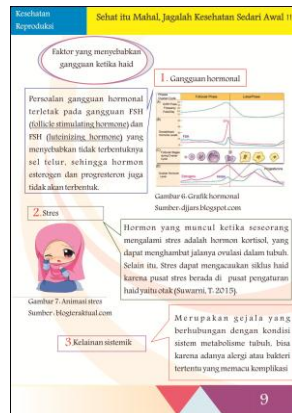 Kesehatan
Reproduksi
Sehat itu Mahal, Jagalah Kesehatan Sedari Awal !!
Faktor yang menyebabkan
gangguan ketika haid
1. Gangguan hormonal
Persoalan gangguan hormonal
terletak pada gangguan FSH
(follicle stimulating hormone) dan
FSH (luteinizing hormone) yang
menyebabkan tidak terbentuknya
sel telur, sehingga hormon
esterogen dan progresteron juga
tidak akan terbentuk.
Gambar 6: Grafik hormonal
Sumber: djjars.blogspot.com
2. Stres
Hormon yang muncul ketika seseorang
mengalami stres adalah hormon kortisol, yang
dapat menghambat jalanya ovulasi dalam tubuh.
Selain itu, Stres dapat mengacaukan siklus haid
karena pusat stres berada di pusat pengaturan
haid yaitu otak (Suwarni, T. 2015).
Gambar 7: Animasi stres
Sumber: blogteraktual.com
3. Kelainan sistemik
Merupakan gejala yang
berhubungan dengan kondisi
sistem metabolisme tubuh, bisa
karena adanya alergi atau bakteri
tertentu yang memacu komplikasi
9